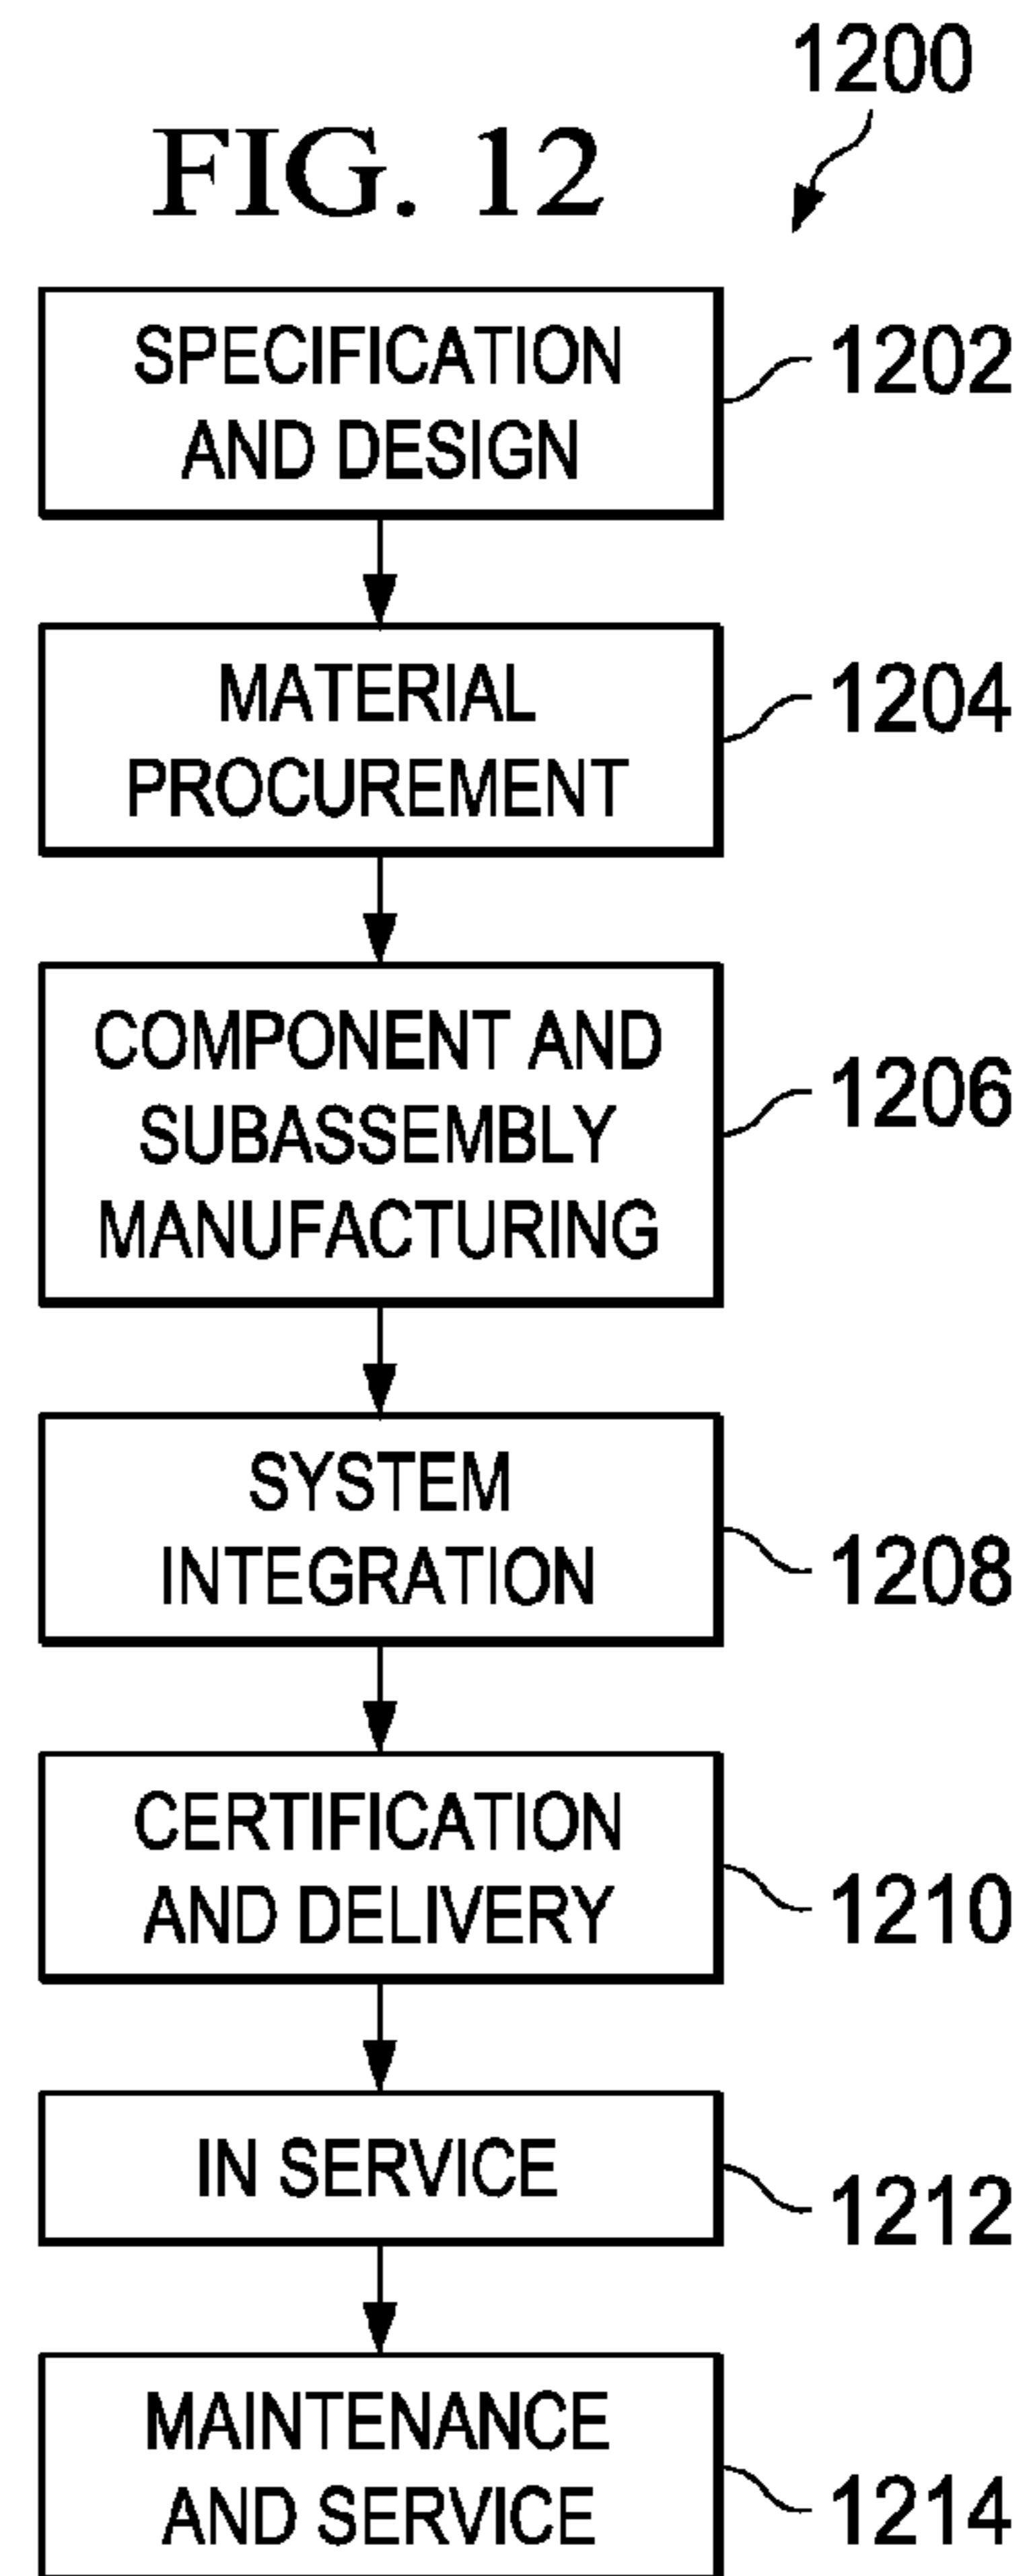 1200
FIG. 12
SPECIFICATION
AND DESIGN
1202
MATERIAL
PROCUREMENT
1204
COMPONENT AND
SUBASSEMBLY
MANUFACTURING
1206
SYSTEM
INTEGRATION
1208
CERTIFICATION
AND DELIVERY
1210
IN SERVICE
1212
MAINTENANCE
AND SERVICE
1214